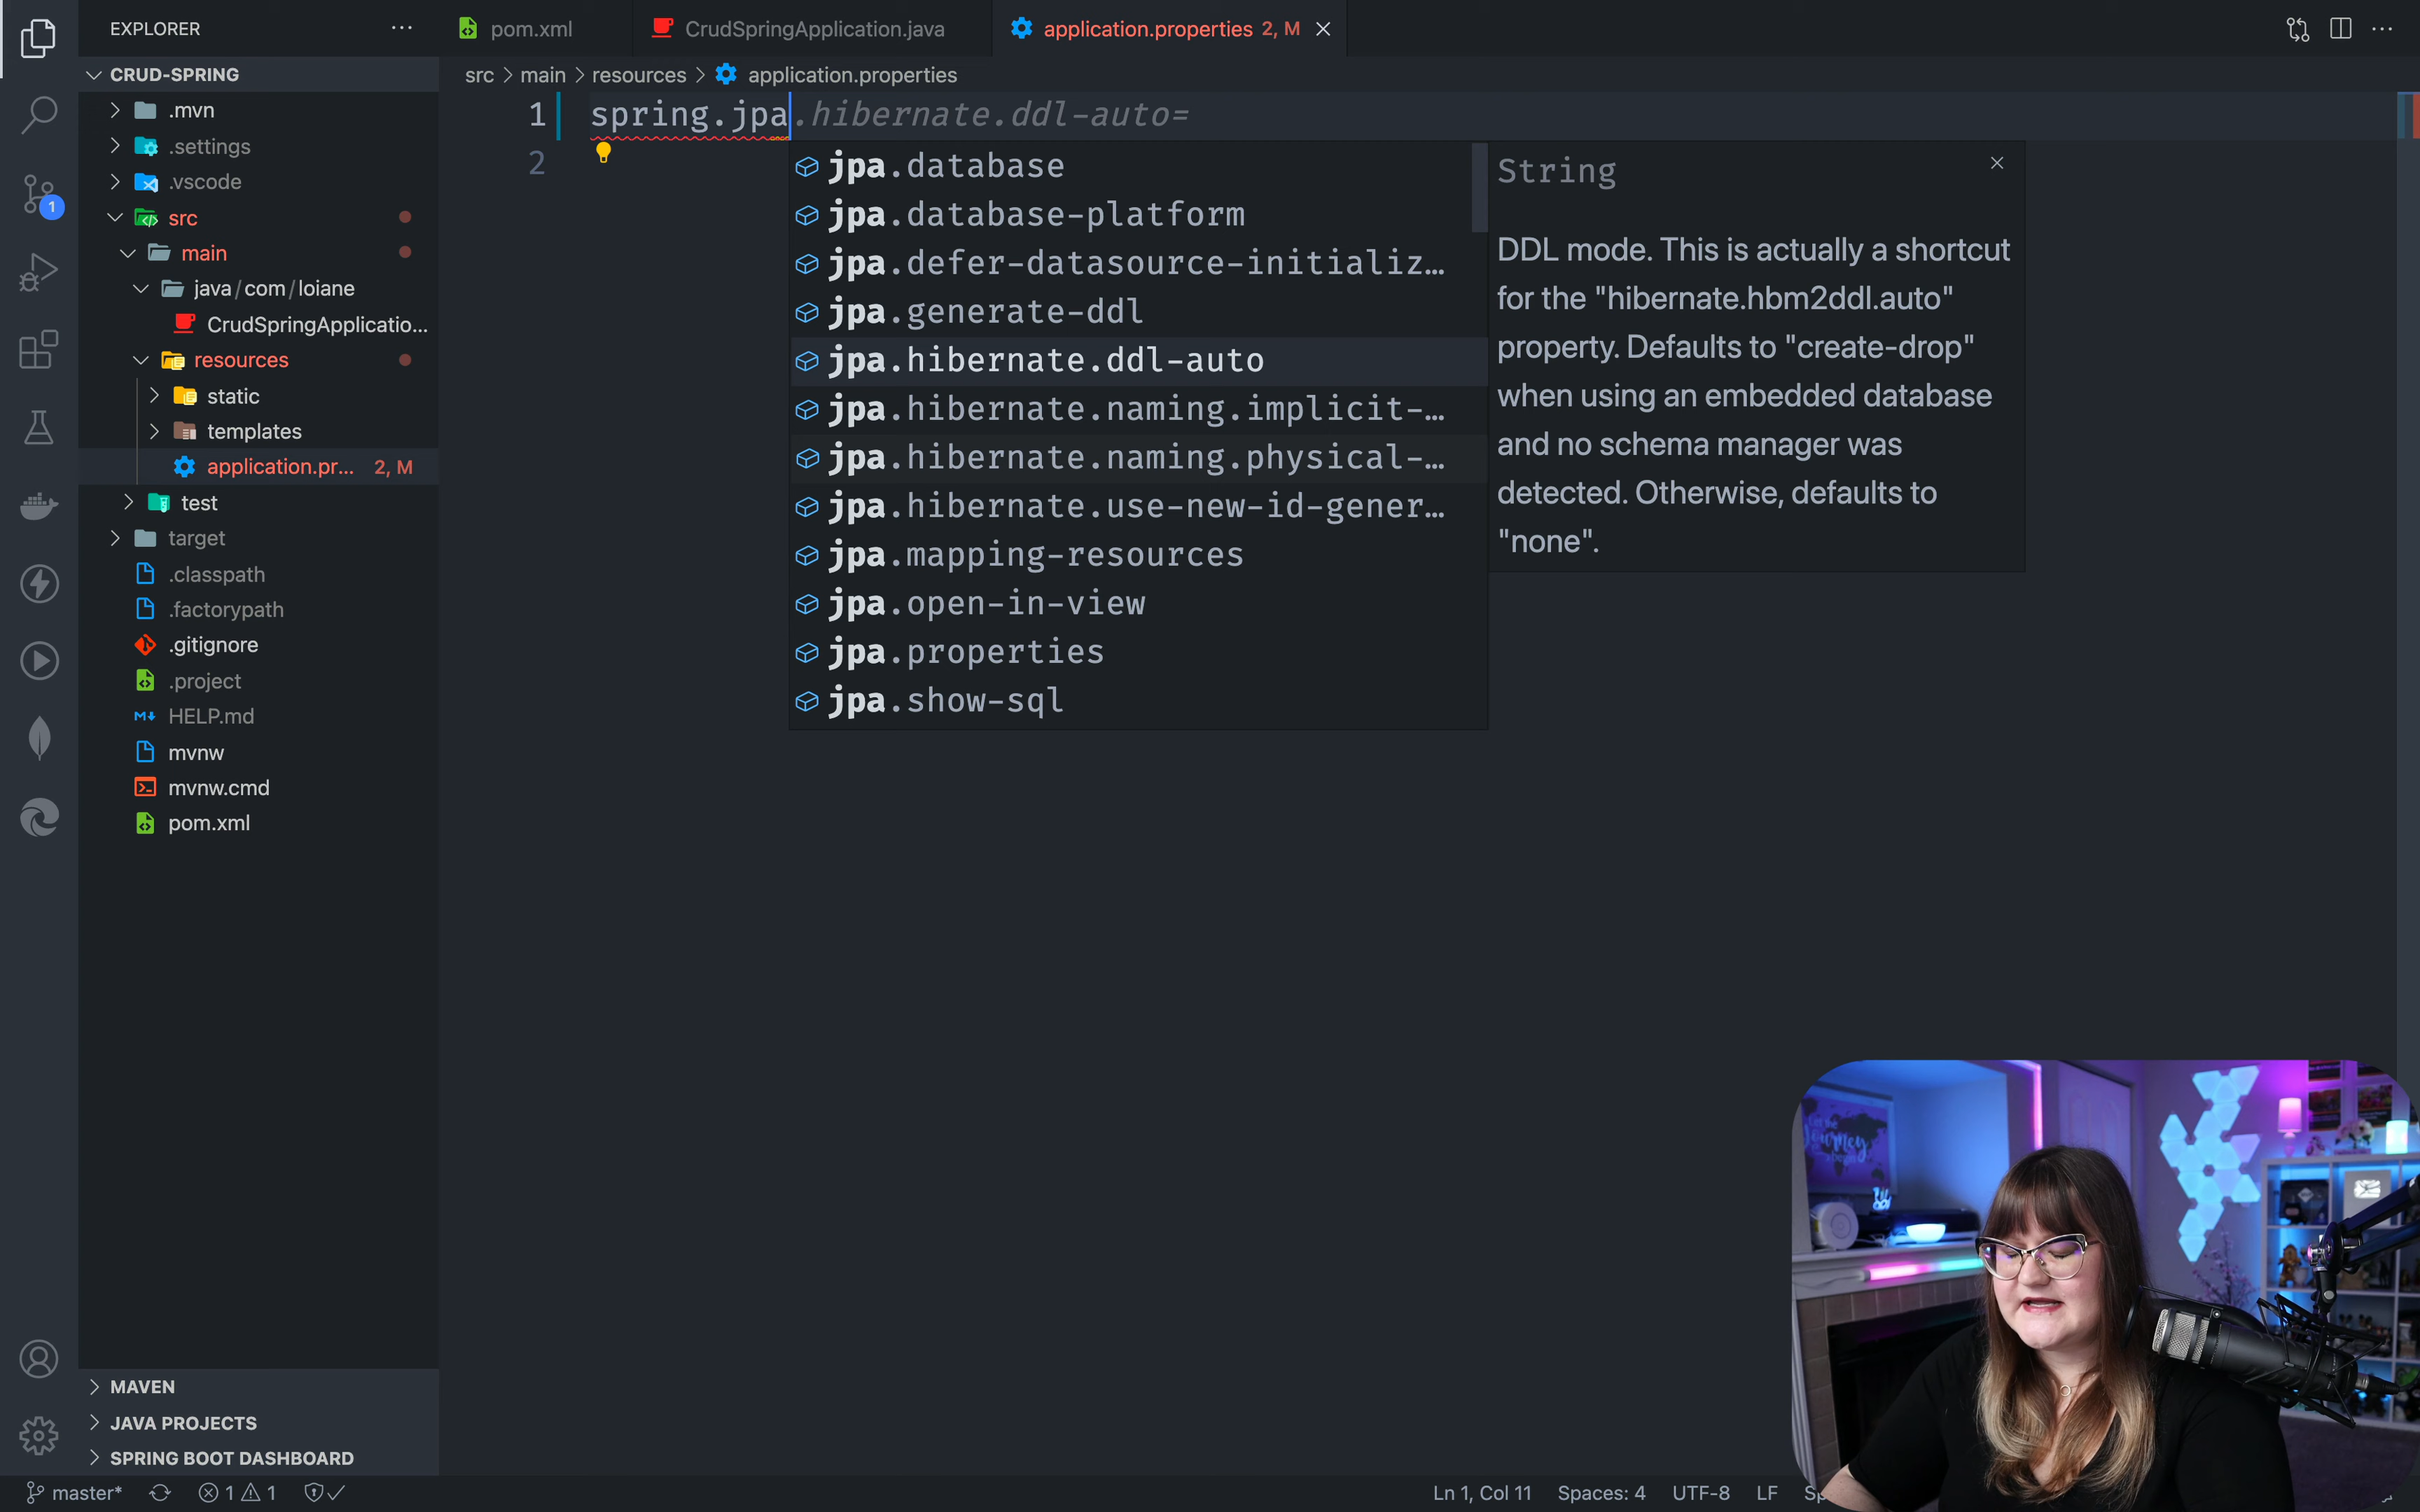 EXPLORER
CRUD-SPRING
.mvn
.settings
.vscode
src
main
java/com/loiane
CrudSpringApplicatio...
resources
static
templates
application.pr... 2, M
test
target
.classpath
.factorypath
.gitignore
.project
HELP.md
mvnw
mvnw.cmd
pom.xml
MAVEN
JAVA PROJECTS
SPRING BOOT DASHBOARD
1
pom.xml
CrudSpringApplication.java
application.properties 2, M
src > main > resources > application.properties
1 spring.jpa.hibernate.ddl-auto=
2
jpa.database
jpa.database-platform
jpa.defer-datasource-initializ...
jpa.generate-ddl
jpa.hibernate.ddl-auto
jpa.hibernate.naming.implicit-...
jpa.hibernate.naming.physical-...
jpa.hibernate.use-new-id-gener...
jpa.mapping-resources
jpa.open-in-view
jpa.properties
jpa.show-sql
String
DDL mode. This is actually a shortcut
for the "hibernate.hbm2ddl.auto"
property. Defaults to "create-drop"
when using an embedded database
and no schema manager was
detected. Otherwise, defaults to
"none".
Journey
master* 1 1
Ln 1, Col 11 Spaces: 4 UTF-8 LF